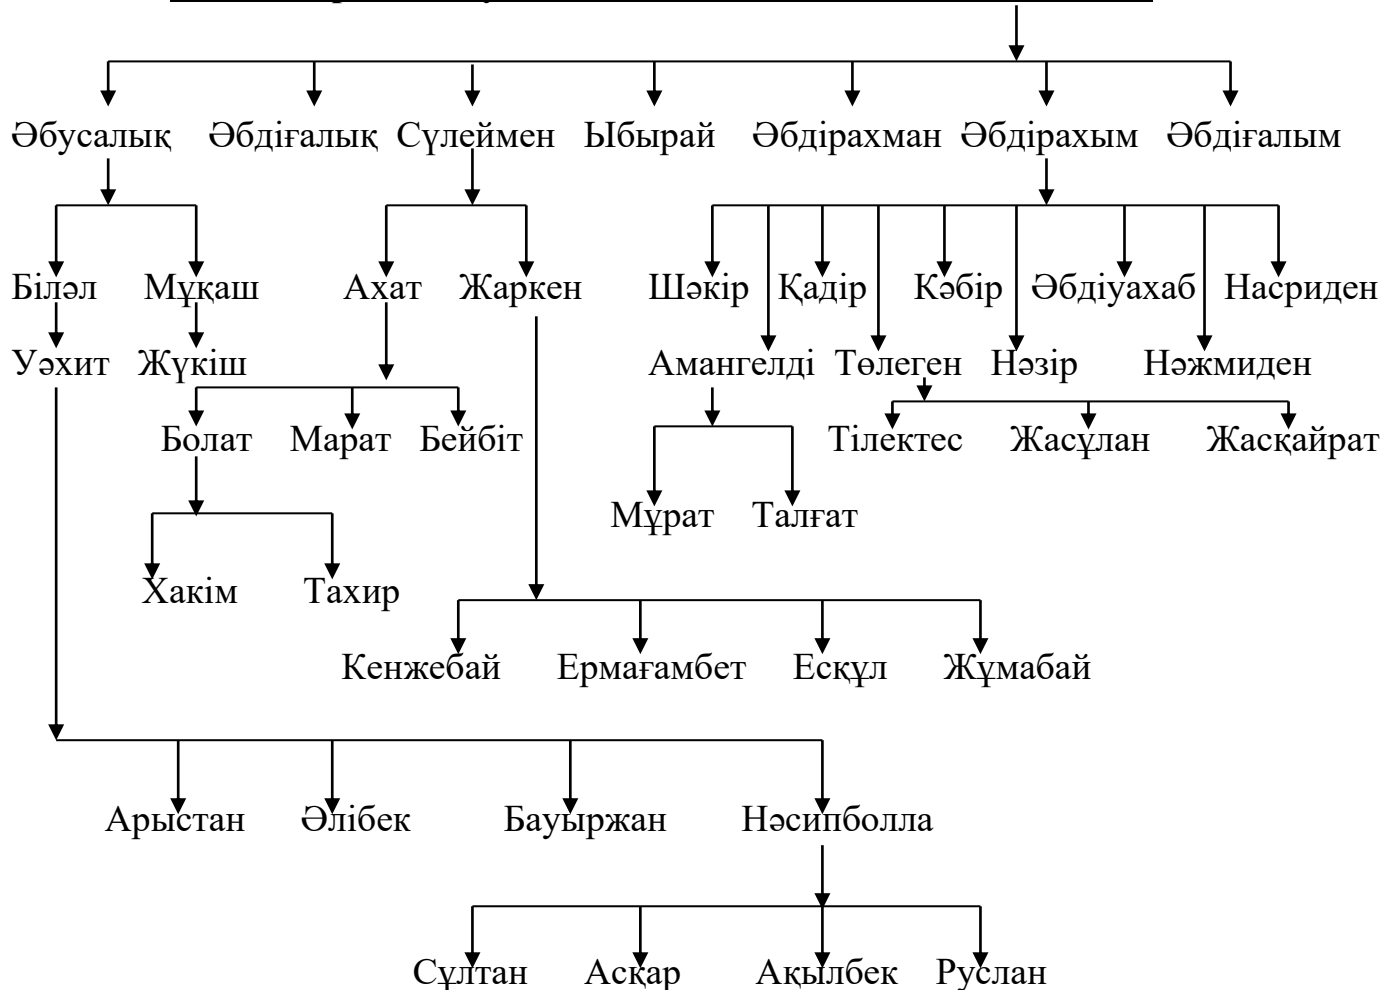 Әбусалық Әбдіғалық Сүлеймен Ыбырай Әбдірахман Әбдірахым Әбдіғалым
Біләл Мұқаш Ахат Жаркен Шәкір Қадір Кәбір Әбдіуахаб Насриден
Уәхит Жүкіш Амангелді Төлеген Нәзір Нәжмиден
Болат Марат Бейбіт Тілектес Жасұлан Жасқайрат
Мұрат Талғат
Хакім Тахир
Кенжебай Ермағамбет Есқұл Жұмабай
Арыстан Әлібек Бауыржан Нәсипболла
Сұлтан Асқар Ақылбек Руслан